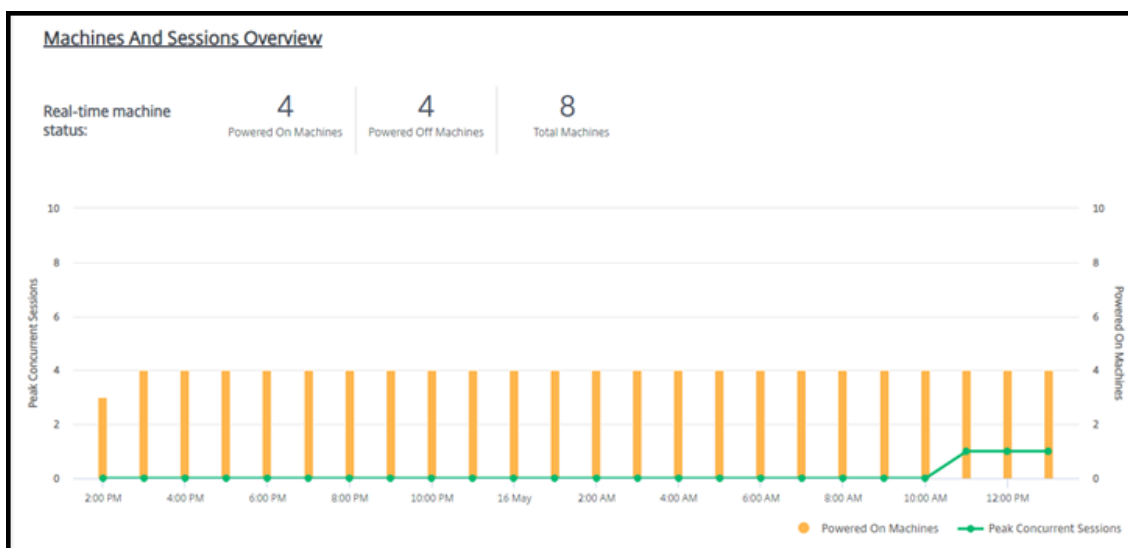 Machines And Sessions Overview
Real-time machine
status:
4
Powered On Machines
4
Powered Off Machines
8
Total Machines
10
8
6
4
2
0
Peak Concurrent Sessions
10
8
6
4
2
0
Powered On Machines
2:00 PM
4:00 PM
6:00 PM
8:00 PM
10:00 PM
16 May
2:00 AM
4:00 AM
6:00 AM
8:00 AM
10:00 AM
12:00 PM
Powered On Machines
Peak Concurrent Sessions